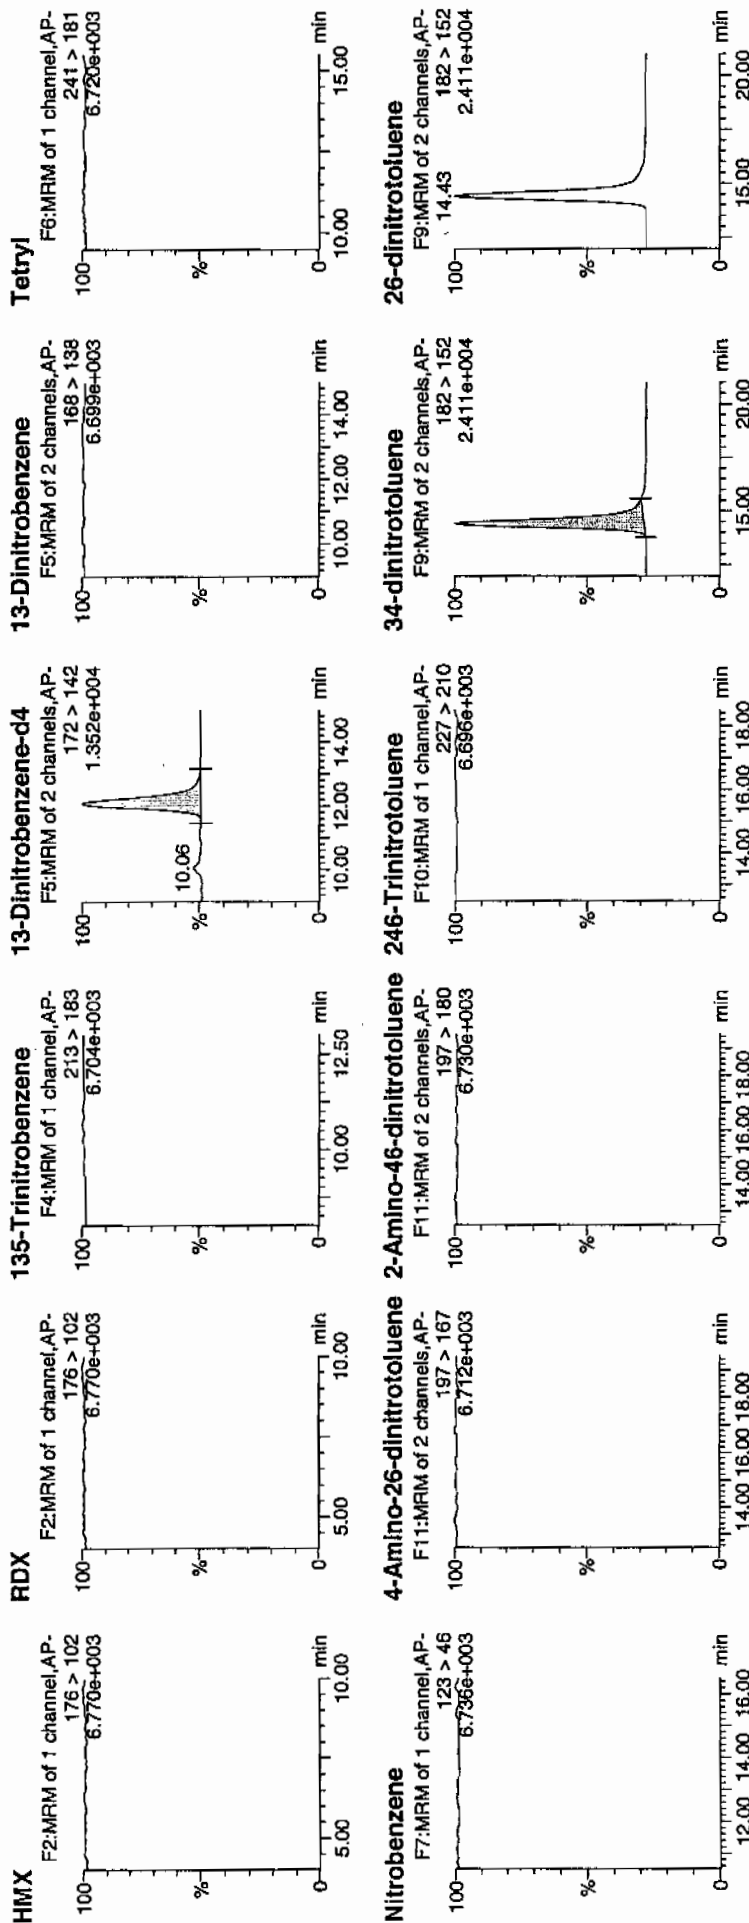 HMX
F2:MRM of 1 channel,AP-
176 > 102
6.770e+003
100
%
0
5.00 10.00 min
RDX
F2:MRM of 1 channel,AP-
176 > 102
6.770e+003
100
%
0
5.00 10.00 min
135-Trinitrobenzene
F4:MRM of 1 channel,AP-
213 > 183
6.704e+003
100
%
0
10.00 12.50 min
13-Dinitrobenzene-d4
F5:MRM of 2 channels,AP-
172 > 142
1.352e+004
100
10.06
%
0
10.00 12.00 14.00 min
13-Dinitrobenzene
F5:MRM of 2 channels,AP-
168 > 138
6.699e+003
100
%
0
10.00 12.00 14.00 min
Tetryl
F6:MRM of 1 channel,AP-
241 > 181
6.720e+003
100
%
0
10.00 15.00 min
Nitrobenzene
F7:MRM of 1 channel,AP-
123 > 46
6.736e+003
100
%
0
12.00 14.00 16.00 min
4-Amino-26-dinitrotoluene
F11:MRM of 2 channels,AP-
197 > 167
6.712e+003
100
%
0
14.00 16.00 18.00 min
2-Amino-46-dinitrotoluene
F11:MRM of 2 channels,AP-
197 > 180
6.730e+003
100
%
0
14.00 16.00 18.00 min
246-Trinitrotoluene
F10:MRM of 1 channel,AP-
227 > 210
6.696e+003
100
%
0
14.00 16.00 18.00 min
34-dinitrotoluene
F9:MRM of 2 channels,AP-
182 > 152
2.411e+004
100
%
0
15.00 20.00 min
26-dinitrotoluene
F9:MRM of 2 channels,AP-
182 > 152
2.411e+004
100
14.43
%
0
15.00 20.00 min